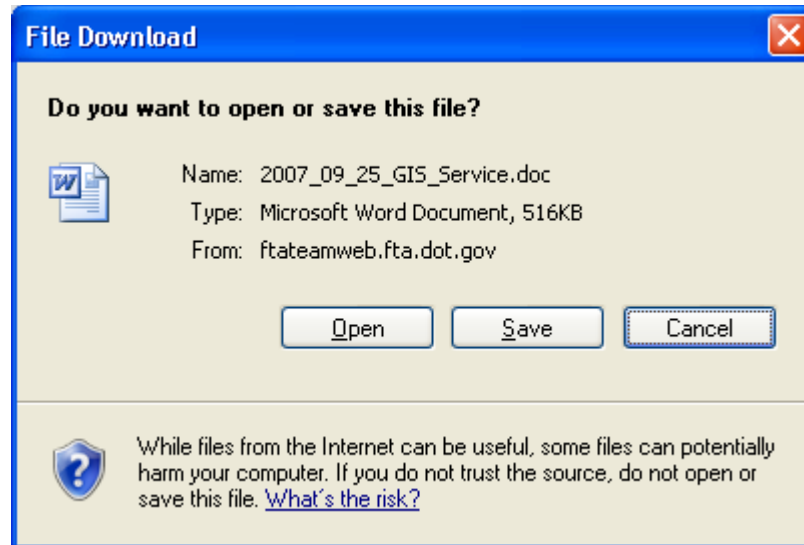 File Download
Do you want to open or save this file?
Name: 2007_09_25_GIS_Service.doc
Type: Microsoft Word Document, 516KB
From: ftateamweb.fta.dot.gov
Open Save Cancel
While files from the Internet can be useful, some files can potentially
harm your computer. If you do not trust the source, do not open or
save this file. What's the risk?